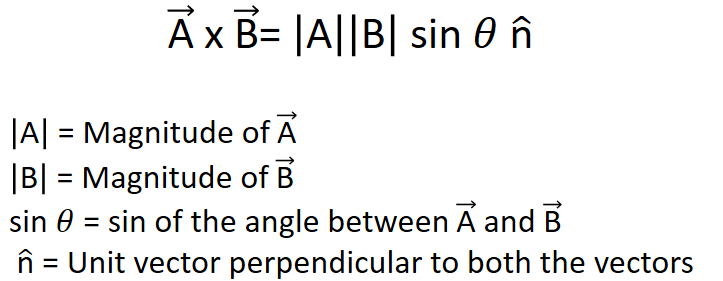 A⃗ x B⃗= |A||B| sin θ n̂
|A| = Magnitude of A⃗
|B| = Magnitude of B⃗
sin θ = sin of the angle between A⃗ and B⃗
n̂ = Unit vector perpendicular to both the vectors